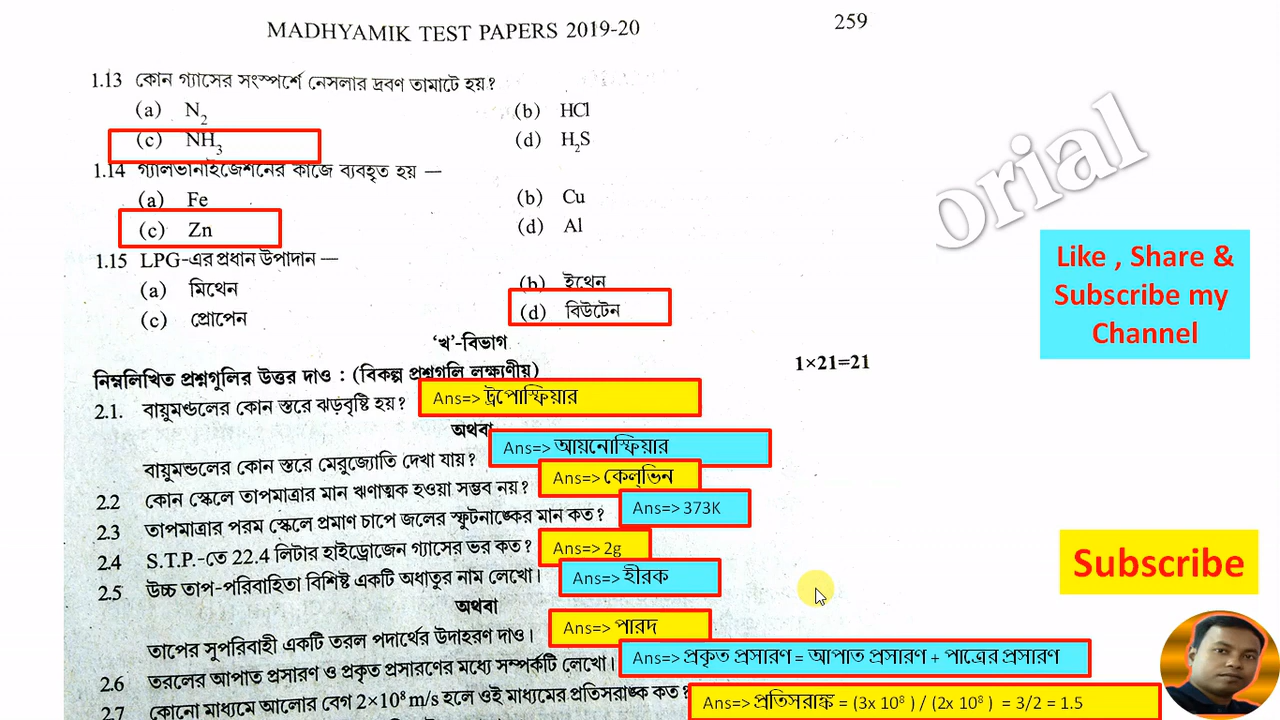 MADHYAMIK TEST PAPERS 2019-20
259
1.13 কোন গ্যাসের সংস্পর্শে নেসলার দ্রবণ তামাটে হয়?
(a) N₂
(b) HCl
(c) NH₃
(d) H₂S
1.14 গ্যালভানাইজেশনের কাজে ব্যবহৃত হয় —
(a) Fe
(b) Cu
(c) Zn
(d) Al
1.15 LPG-এর প্রধান উপাদান —
(a) মিথেন
(b) ইথেন
(c) প্রোপেন
(d) বিউটেন
‘খ’-বিভাগ
নিম্নলিখিত প্রশ্নগুলির উত্তর দাও : (বিকল্প প্রশ্নগুলি লক্ষ্যণীয়)
1×21=21
2.1. বায়ুমণ্ডলের কোন স্তরে ঝড়বৃষ্টি হয়?
Ans=> ট্রপোস্ফিয়ার
অথবা
বায়ুমন্ডলের কোন স্তরে মেরুজ্যোতি দেখা যায়?
Ans=> আয়নোস্ফিয়ার
2.2 কোন স্কেলে তাপমাত্রার মান ঋণাত্মক হওয়া সম্ভব নয়?
Ans=> কেল্ভিন
2.3 তাপমাত্রার পরম স্কেলে প্রমাণ চাপে জলের স্ফুটনাঙ্কের মান কত?
Ans=> 373K
2.4 S.T.P.-তে 22.4 লিটার হাইড্রোজেন গ্যাসের ভর কত?
Ans=> 2g
2.5 উচ্চ তাপ-পরিবাহিতা বিশিষ্ট একটি অধাতুর নাম লেখো।
Ans=> হীরক
অথবা
তাপের সুপরিবাহী একটি তরল পদার্থের উদাহরণ দাও।
Ans=> পারদ
2.6 তরলের আপাত প্রসারণ ও প্রকৃত প্রসারণের মধ্যে সম্পর্কটি লেখো।
Ans=> প্রকৃত প্রসারণ = আপাত প্রসারণ + পাত্রের প্রসারণ
2.7 কোনো মাধ্যমে আলোর বেগ 2×10⁸ m/s হলে ওই মাধ্যমের প্রতিসরাঙ্ক কত?
Ans=> প্রতিসরাঙ্ক = (3x 10⁸ ) / (2x 10⁸ ) = 3/2 = 1.5
orial
Like , Share &
Subscribe my
Channel
Subscribe